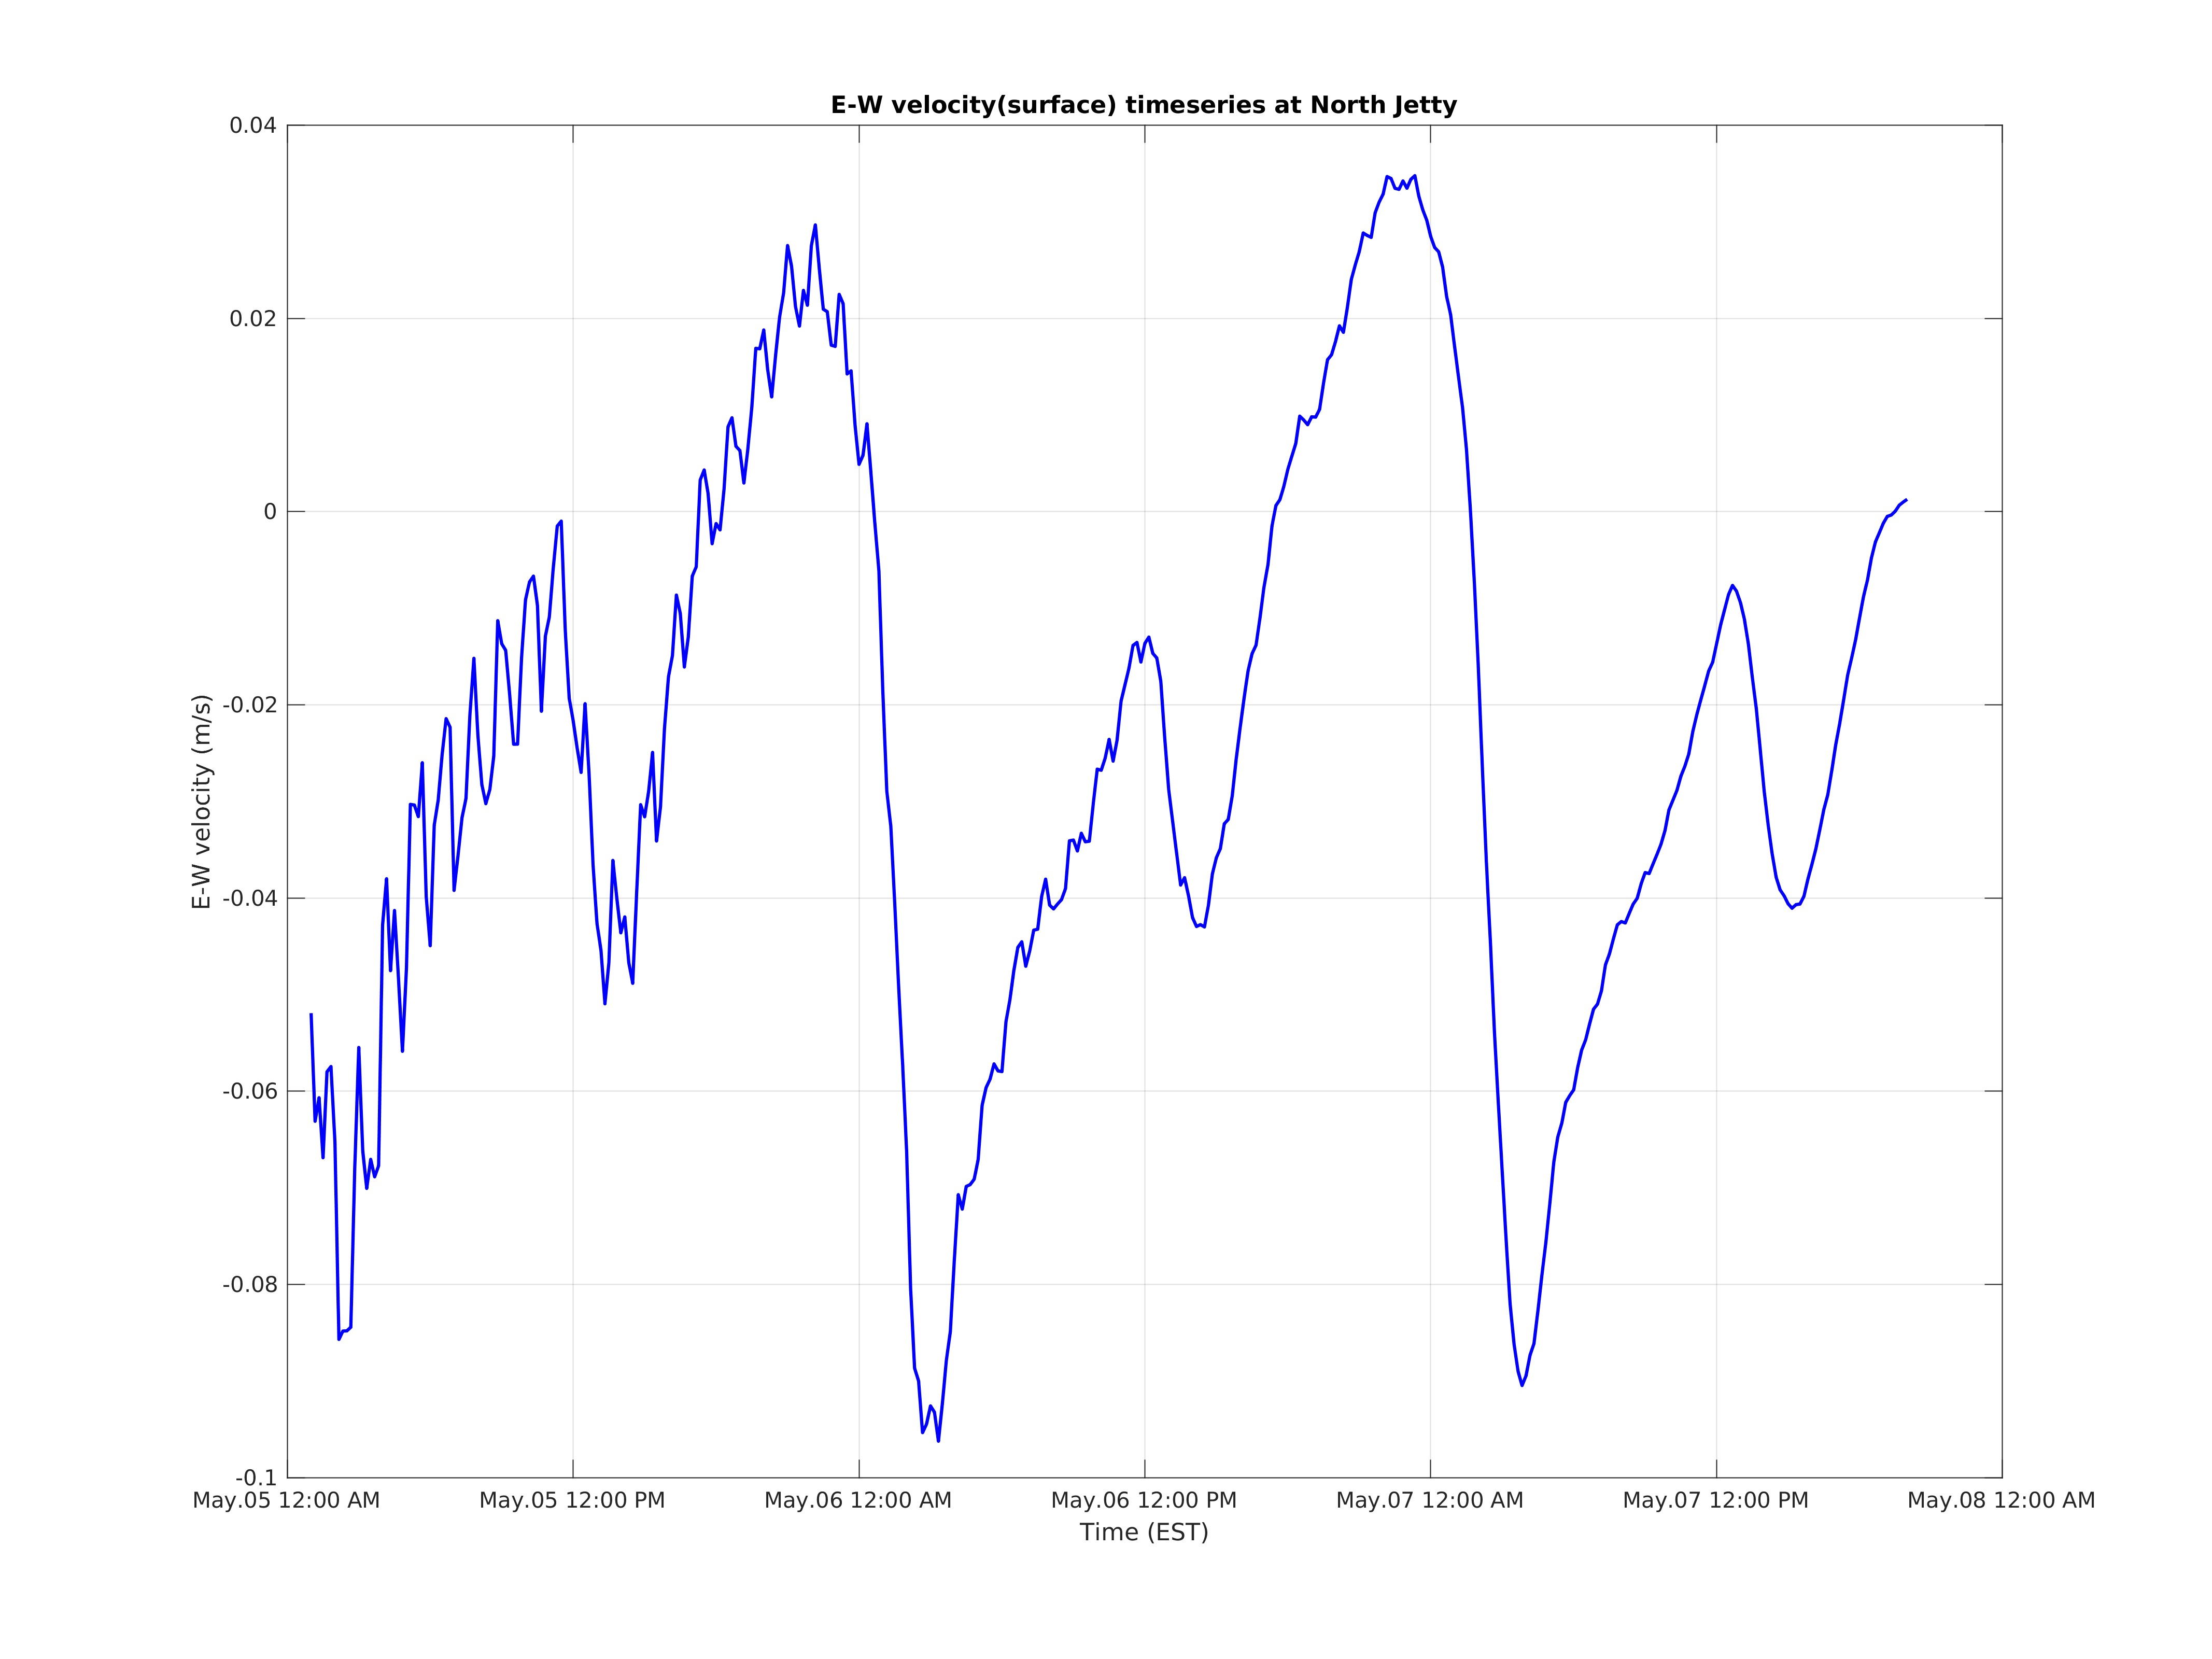 E-W velocity(surface) timeseries at North Jetty
0.04
0.02
0
-0.02
-0.04
-0.06
-0.08
-0.1
E-W velocity (m/s)
May.05 12:00 AM May.05 12:00 PM May.06 12:00 AM May.06 12:00 PM May.07 12:00 AM May.07 12:00 PM May.08 12:00 AM
Time (EST)